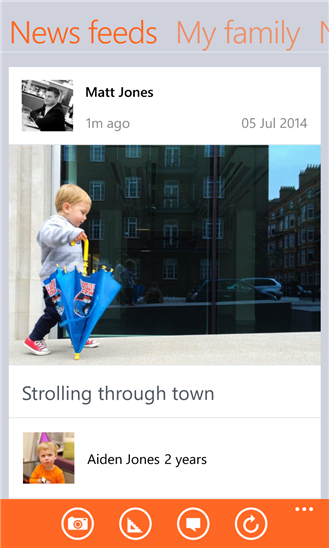 News feeds My family
Matt Jones
1m ago 05 Jul 2014
Strolling through town
Aiden Jones 2 years